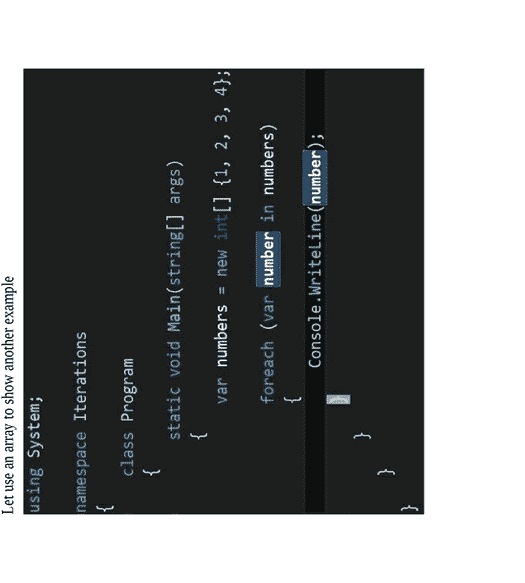 Let use an array to show another example
using System;
namespace Iterations
{
class Program
{
static void Main(string[] args)
{
var numbers = new int[] {1, 2, 3, 4};
foreach (var number in numbers)
{
Console.WriteLine(number);
}
}
}